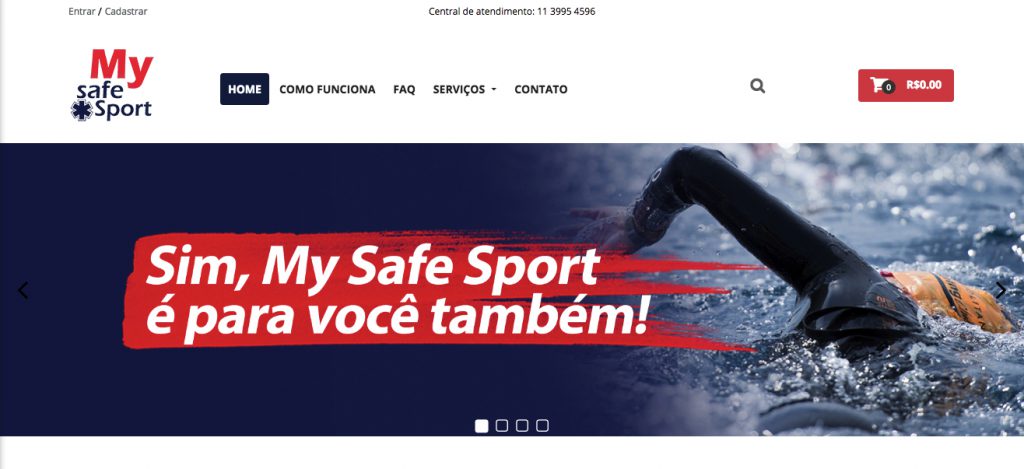 Entrar / Cadastrar
Central de atendimento: 11 3995 4596
My
safe
Sport
HOME
COMO FUNCIONA
FAQ
SERVIÇOS
CONTATO
0
R$0.00
Sim, My Safe Sport
é para você também!